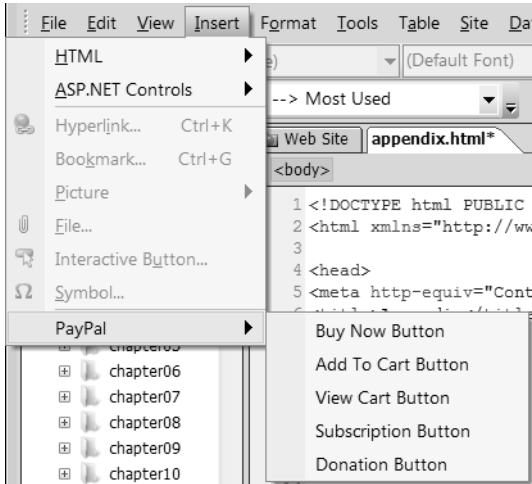 File Edit View Insert Format Tools Table Site Da
HTML
(Default Font)
ASP.NET Controls
--> Most Used
Hyperlink... Ctrl+K
Web Site appendix.html*
Bookmark... Ctrl+G
<body>
Picture
1 <!DOCTYPE html PUBLIC
2 <html xmlns="http://ww
File...
3
Interactive Button...
4 <head>
Symbol...
5 <meta http-equiv="Cont
PayPal
Buy Now Button
Add To Cart Button
View Cart Button
Subscription Button
Donation Button
chapter05
chapter06
chapter07
chapter08
chapter09
chapter10